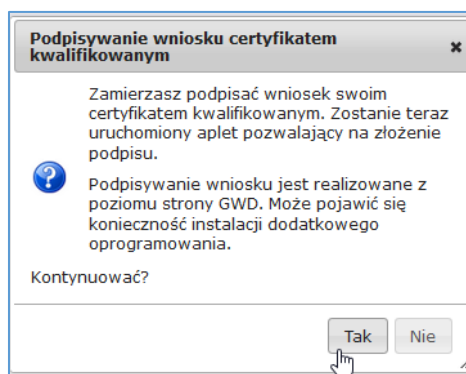 Podpisywanie wniosku certyfikatem
kwalifikowanym
Zamierzasz podpisać wniosek swoim
certyfikatem kwalifikowanym. Zostanie teraz
uruchomiony aplet pozwalający na złożenie
podpisu.
Podpisywanie wniosku jest realizowane z
poziomu strony GWD. Może pojawić się
konieczność instalacji dodatkowego
oprogramowania.
Kontynuować?
Tak Nie